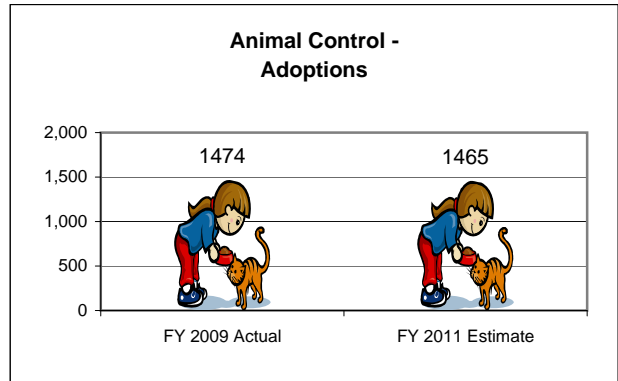 Animal Control -
Adoptions
2,000
1474
1465
1,500
1,000
500
0
FY 2009 Actual
FY 2011 Estimate